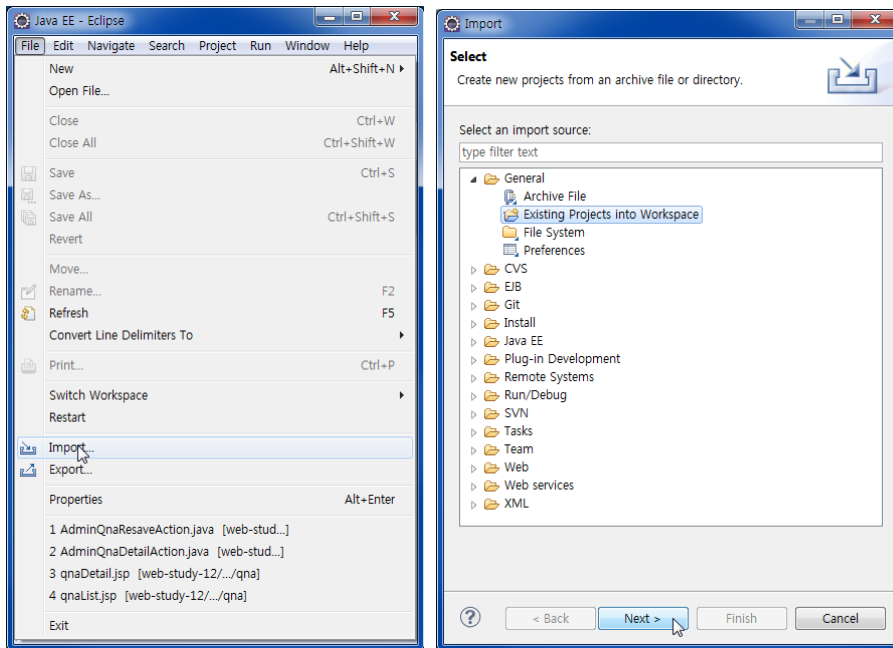 Java EE - Eclipse
File Edit Navigate Search Project Run Window Help
New Alt+Shift+N
Open File...
Close Ctrl+W
Close All Ctrl+Shift+W
Save Ctrl+S
Save As...
Save All Ctrl+Shift+S
Revert
Move...
Rename... F2
Refresh F5
Convert Line Delimiters To
Print... Ctrl+P
Switch Workspace
Restart
Import...
Export...
Properties Alt+Enter
1 AdminQnaResaveAction.java [web-stud...]
2 AdminQnaDetailAction.java [web-stud...]
3 qnaDetail.jsp [web-study-12/.../qna]
4 qnaList.jsp [web-study-12/.../qna]
Exit
Import
Select
Create new projects from an archive file or directory.
Select an import source:
type filter text
General
Archive File
Existing Projects into Workspace
File System
Preferences
CVS
EJB
Git
Install
Java EE
Plug-in Development
Remote Systems
Run/Debug
SVN
Tasks
Team
Web
Web services
XML
? < Back Next > Finish Cancel